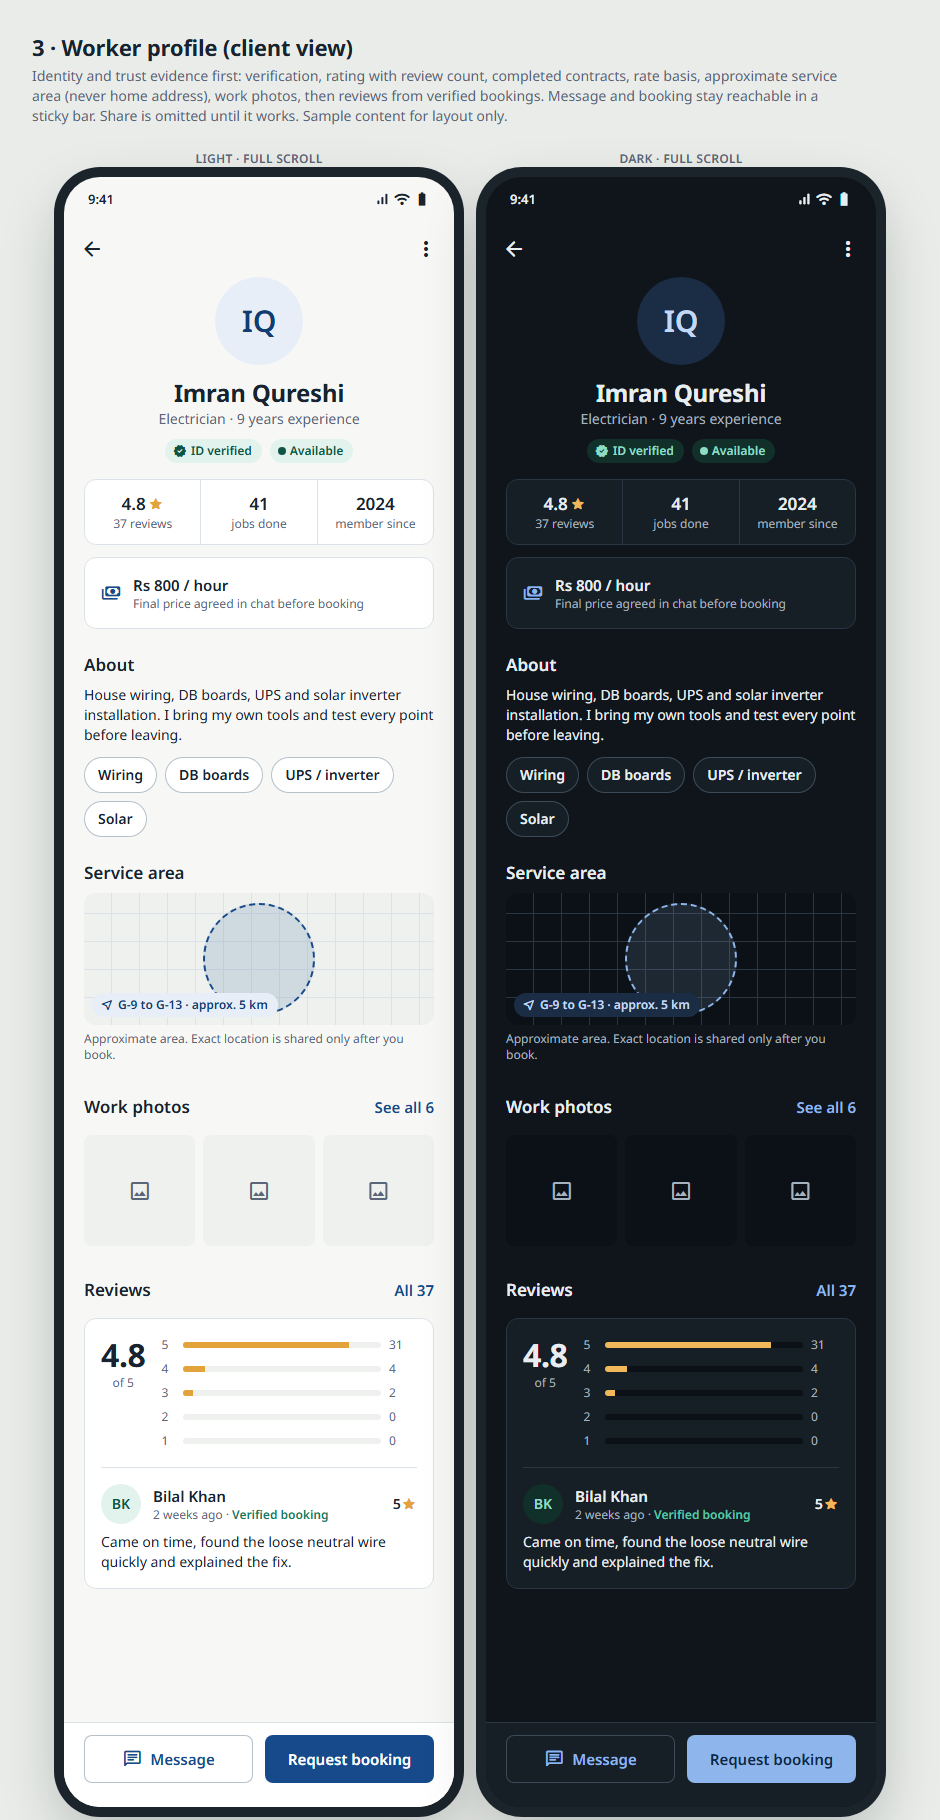 3 · Worker profile (client view)
Identity and trust evidence first: verification, rating with review count, completed contracts, rate basis, approximate service
area (never home address), work photos, then reviews from verified bookings. Message and booking stay reachable in a
sticky bar. Share is omitted until it works. Sample content for layout only.
LIGHT · FULL SCROLL
9:41
IQ
Imran Qureshi
Electrician · 9 years experience
ID verified
Available
4.8
37 reviews
41
jobs done
2024
member since
Rs 800 / hour
Final price agreed in chat before booking
About
House wiring, DB boards, UPS and solar inverter
installation. I bring my own tools and test every point
before leaving.
Wiring
DB boards
UPS / inverter
Solar
Service area
G-9 to G-13 · approx. 5 km
Approximate area. Exact location is shared only after you
book.
Work photos
See all 6
Reviews
All 37
4.8
of 5
5 31
4 4
3 2
2 0
1 0
BK
Bilal Khan
2 weeks ago · Verified booking
5
Came on time, found the loose neutral wire
quickly and explained the fix.
Message
Request booking
DARK · FULL SCROLL
9:41
IQ
Imran Qureshi
Electrician · 9 years experience
ID verified
Available
4.8
37 reviews
41
jobs done
2024
member since
Rs 800 / hour
Final price agreed in chat before booking
About
House wiring, DB boards, UPS and solar inverter
installation. I bring my own tools and test every point
before leaving.
Wiring
DB boards
UPS / inverter
Solar
Service area
G-9 to G-13 · approx. 5 km
Approximate area. Exact location is shared only after you
book.
Work photos
See all 6
Reviews
All 37
4.8
of 5
5 31
4 4
3 2
2 0
1 0
BK
Bilal Khan
2 weeks ago · Verified booking
5
Came on time, found the loose neutral wire
quickly and explained the fix.
Message
Request booking